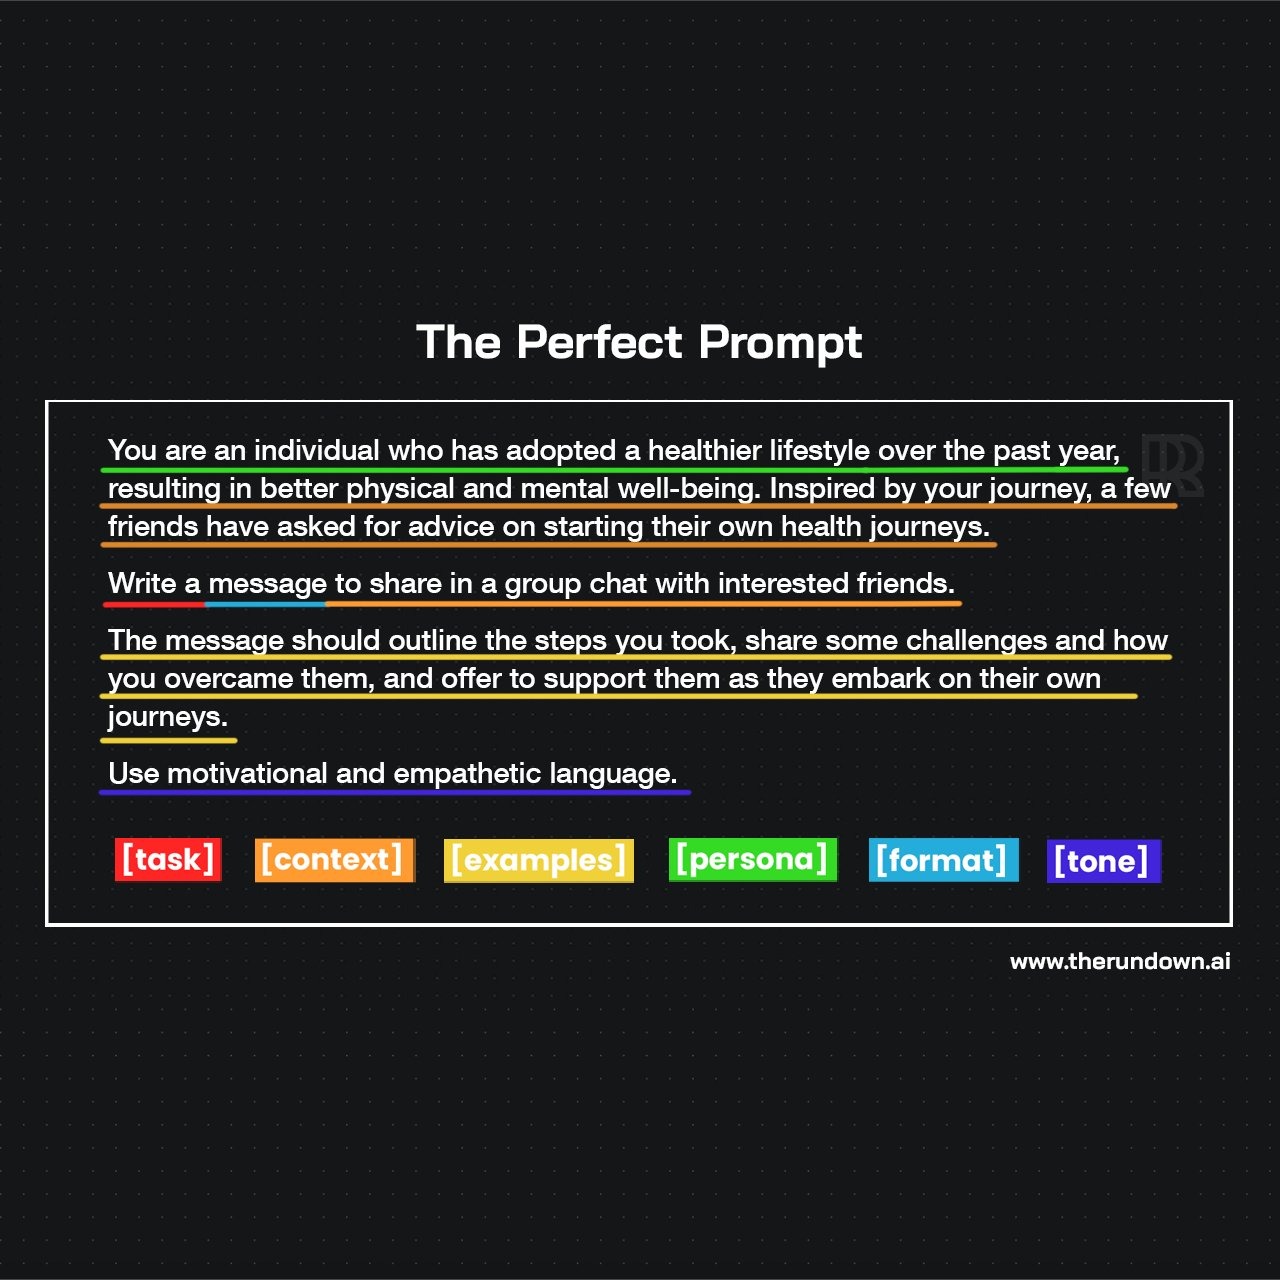 The Perfect Prompt
You are an individual who has adopted a healthier lifestyle over the past year,
resulting in better physical and mental well-being. Inspired by your journey, a few
friends have asked for advice on starting their own health journeys.
Write a message to share in a group chat with interested friends.
The message should outline the steps you took, share some challenges and how
you overcame them, and offer to support them as they embark on their own
journeys.
Use motivational and empathetic language.
[task] [context] [examples] [persona] [format] [tone]
www.therundown.ai